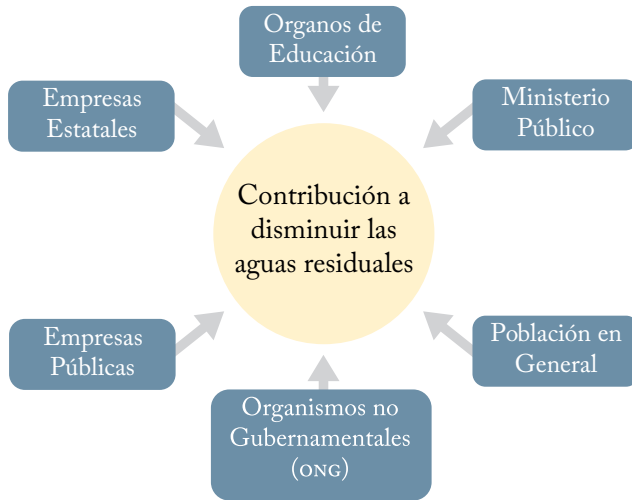 Organos de
Educación
Empresas
Estatales
Ministerio
Público
Contribución a
disminuir las
aguas residuales
Empresas
Públicas
Población en
General
Organismos no
Gubernamentales
(ONG)